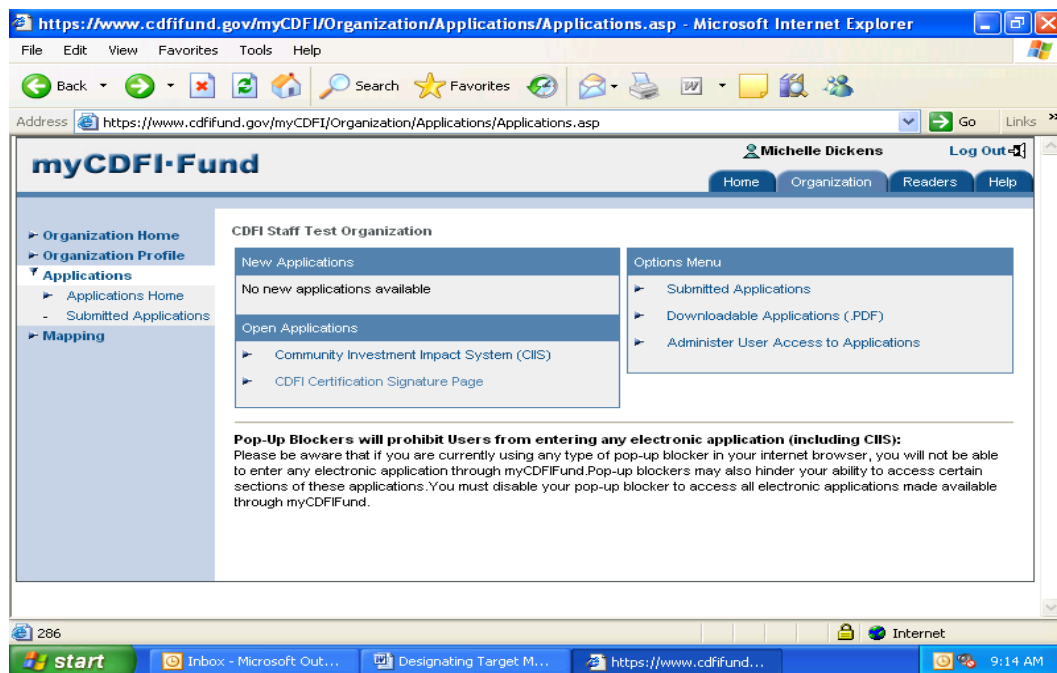 https://www.cdfifund.gov/myCDFI/Organization/Applications/Applications.asp - Microsoft Internet Explorer
File Edit View Favorites Tools Help
Back Search Favorites
Address https://www.cdfifund.gov/myCDFI/Organization/Applications/Applications.asp Go Links »
myCDFI·Fund
Michelle Dickens Log Out
Home Organization Readers Help
Organization Home
Organization Profile
Applications
Applications Home
- Submitted Applications
Mapping
CDFI Staff Test Organization
New Applications
No new applications available
Open Applications
Community Investment Impact System (CIIS)
CDFI Certification Signature Page
Options Menu
Submitted Applications
Downloadable Applications (.PDF)
Administer User Access to Applications
Pop-Up Blockers will prohibit Users from entering any electronic application (including CIIS):
Please be aware that if you are currently using any type of pop-up blocker in your internet browser, you will not be able
to enter any electronic application through myCDFIFund.Pop-up blockers may also hinder your ability to access certain
sections of these applications.You must disable your pop-up blocker to access all electronic applications made available
through myCDFIFund.
286 Internet
start Inbox - Microsoft Out... Designating Target M... https://www.cdfifund... 9:14 AM